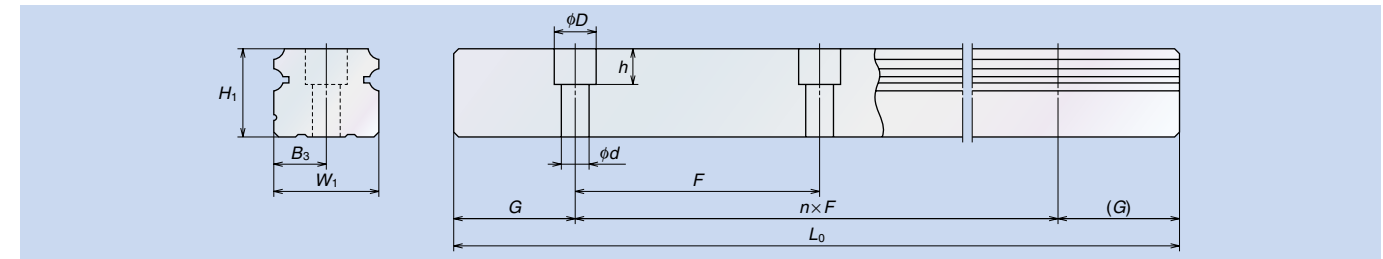 ϕD
h
H₁
B₃
ϕd
W₁
F
G
n×F
(G)
L₀